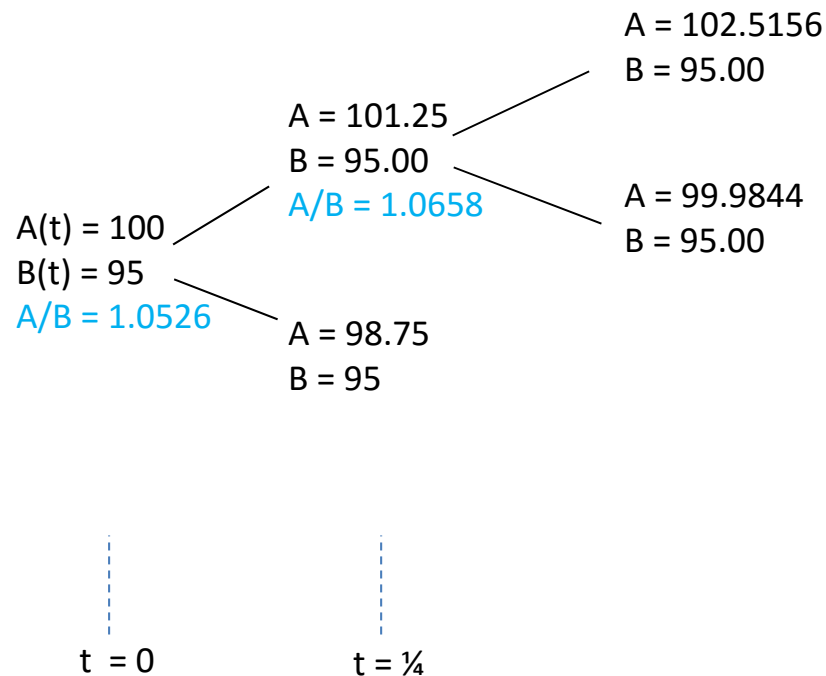 A = 102.5156
B = 95.00
A = 101.25
B = 95.00
A/B = 1.0658
A = 99.9844
B = 95.00
A(t) = 100
B(t) = 95
A/B = 1.0526
A = 98.75
B = 95
t = 0
t = ¼